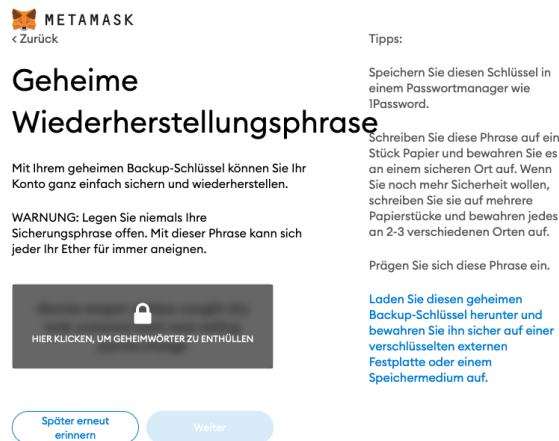 METAMASK
< Zurück
Geheime
Wiederherstellungsphrase
Mit Ihrem geheimen Backup-Schlüssel können Sie Ihr
Konto ganz einfach sichern und wiederherstellen.
WARNUNG: Legen Sie niemals Ihre
Sicherungsphrase offen. Mit dieser Phrase kann sich
jeder Ihr Ether für immer aneignen.
HIER KLICKEN, UM GEHEIMWÖRTER ZU ENTHÜLLEN
Später erneut
erinnern
Weiter
Tipps:
Speichern Sie diesen Schlüssel in
einem Passwortmanager wie
1Password.
Schreiben Sie diese Phrase auf ein
Stück Papier und bewahren Sie es
an einem sicheren Ort auf. Wenn
Sie noch mehr Sicherheit wollen,
schreiben Sie sie auf mehrere
Papierstücke und bewahren jedes
an 2-3 verschiedenen Orten auf.
Prägen Sie sich diese Phrase ein.
Laden Sie diesen geheimen
Backup-Schlüssel herunter und
bewahren Sie ihn sicher auf einer
verschlüsselten externen
Festplatte oder einem
Speichermedium auf.